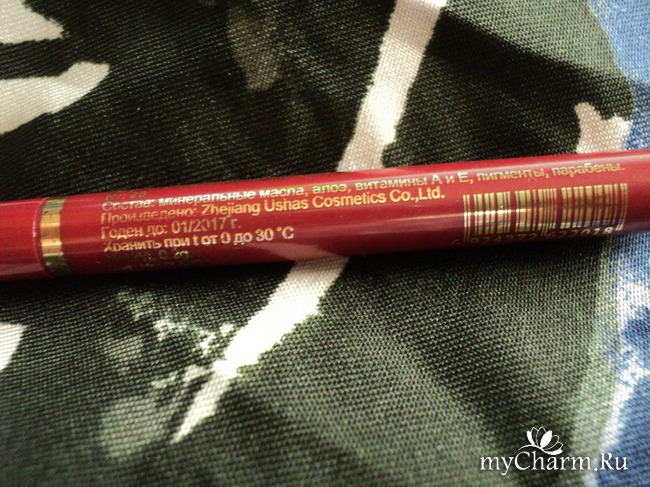 Состав: минеральные масла, алоэ, витамины А и Е, пигменты, парабены.
Произведено: Zhejiang Ushas Cosmetics Co.,Ltd.
Годен до: 01/2017 г.
Хранить при t от 0 до 30 °C
myCharm.Ru